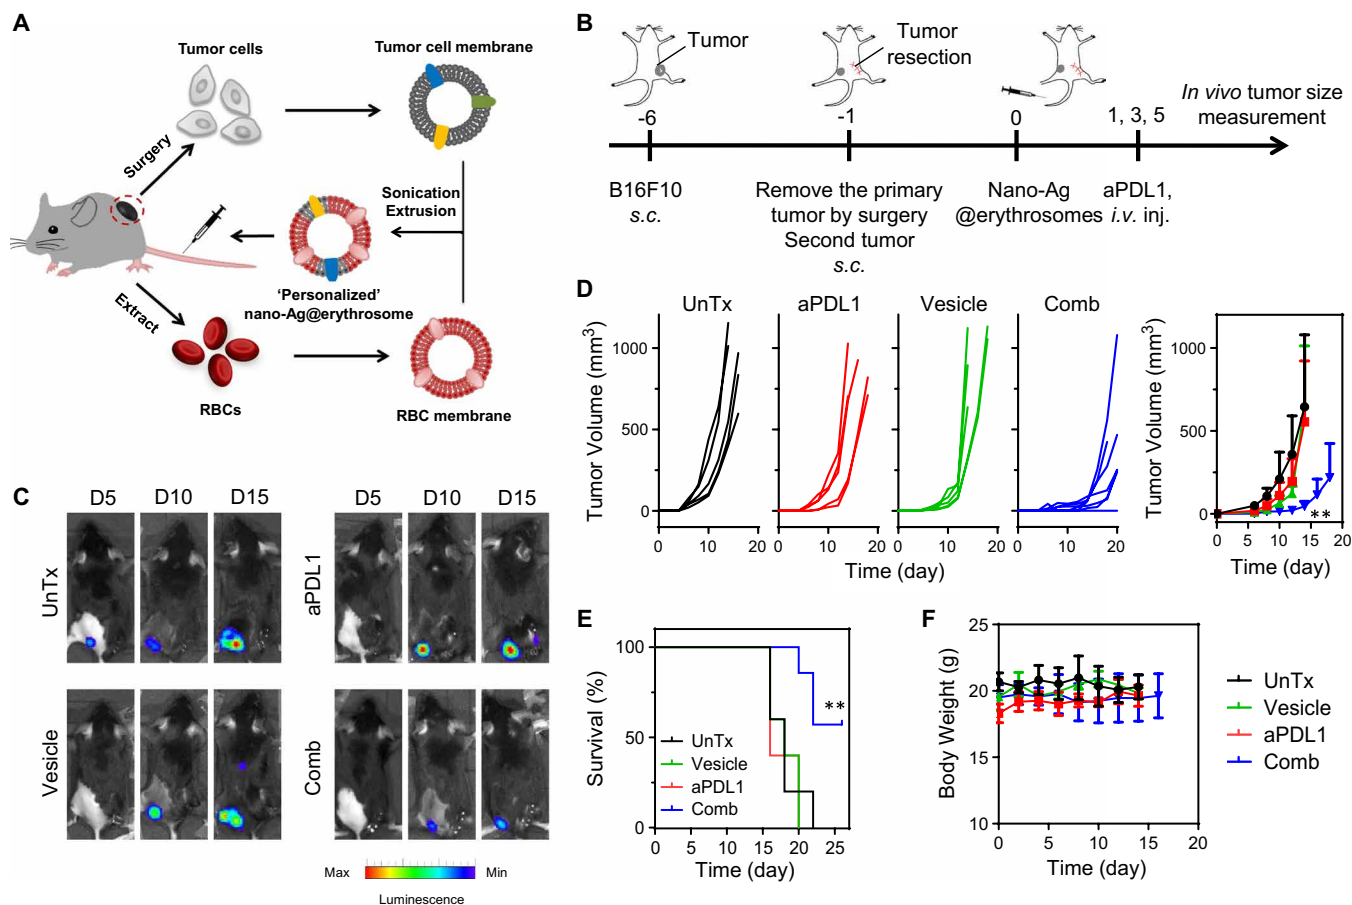 A
Tumor cells
Tumor cell membrane
Surgery
Sonication
Extrusion
'Personalized'
nano-Ag@erythrosome
Extract
RBCs
RBC membrane
B
Tumor
Tumor
resection
-6
-1
0
1, 3, 5
In vivo tumor size
measurement
B16F10
s.c.
Remove the primary
tumor by surgery
Second tumor
s.c.
Nano-Ag
@erythrosomes
aPDL1,
i.v. inj.
C
D5 D10 D15
D5 D10 D15
UnTx
aPDL1
Vesicle
Comb
Max
Min
Luminescence
D
UnTx
aPDL1
Vesicle
Comb
Tumor Volume (mm3)
1000
500
0
0 10 20
0 10 20
0 10 20
0 10 20
Time (day)
Tumor Volume (mm3)
1000
500
0
**
0 5 10 15 20
Time (day)
E
Survival (%)
100
50
0
**
UnTx
Vesicle
aPDL1
Comb
0 5 10 15 20 25
Time (day)
F
Body Weight (g)
25
20
15
10
0 5 10 15 20
Time (day)
UnTx
Vesicle
aPDL1
Comb